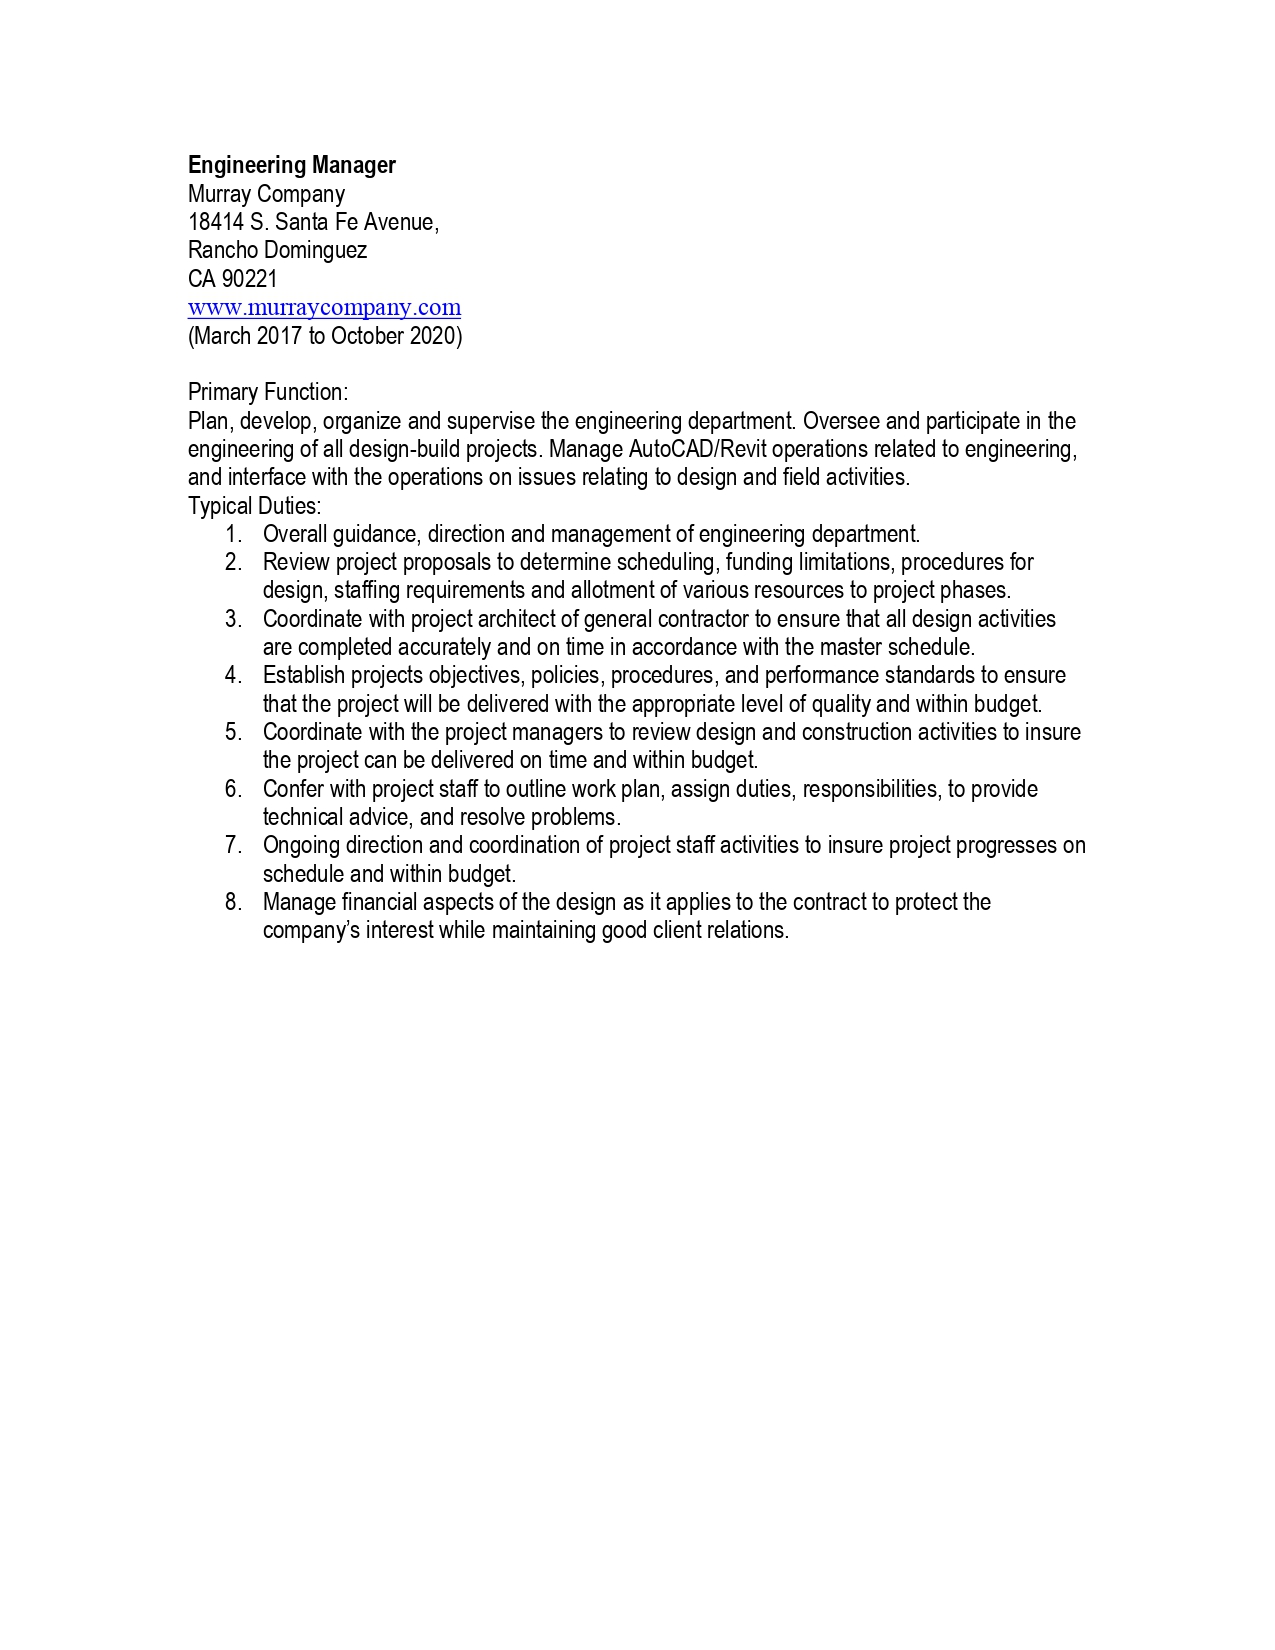 Engineering Manager
Murray Company
18414 S. Santa Fe Avenue,
Rancho Dominguez
CA 90221
www.murraycompany.com
(March 2017 to October 2020)
Primary Function:
Plan, develop, organize and supervise the engineering department. Oversee and participate in the
engineering of all design-build projects. Manage AutoCAD/Revit operations related to engineering,
and interface with the operations on issues relating to design and field activities.
Typical Duties:
1. Overall guidance, direction and management of engineering department.
2. Review project proposals to determine scheduling, funding limitations, procedures for
design, staffing requirements and allotment of various resources to project phases.
3. Coordinate with project architect of general contractor to ensure that all design activities
are completed accurately and on time in accordance with the master schedule.
4. Establish projects objectives, policies, procedures, and performance standards to ensure
that the project will be delivered with the appropriate level of quality and within budget.
5. Coordinate with the project managers to review design and construction activities to insure
the project can be delivered on time and within budget.
6. Confer with project staff to outline work plan, assign duties, responsibilities, to provide
technical advice, and resolve problems.
7. Ongoing direction and coordination of project staff activities to insure project progresses on
schedule and within budget.
8. Manage financial aspects of the design as it applies to the contract to protect the
company’s interest while maintaining good client relations.